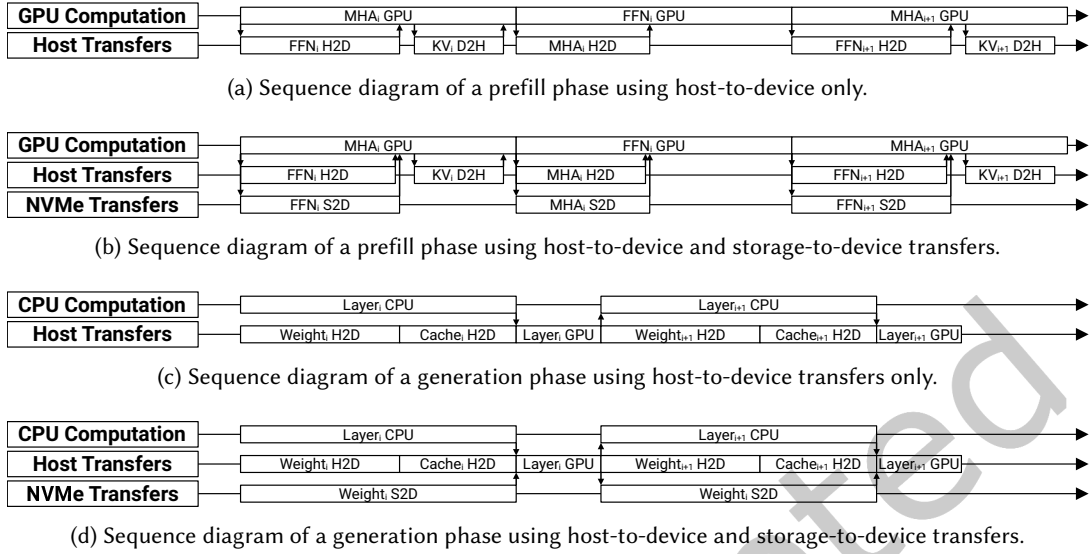 GPU Computation MHAᵢ GPU FFNᵢ GPU MHAᵢ₊₁ GPU
Host Transfers FFNᵢ H2D KVᵢ D2H MHAᵢ H2D FFNᵢ₊₁ H2D KVᵢ₊₁ D2H
(a) Sequence diagram of a prefill phase using host-to-device only.
GPU Computation MHAᵢ GPU FFNᵢ GPU MHAᵢ₊₁ GPU
Host Transfers FFNᵢ H2D KVᵢ D2H MHAᵢ H2D FFNᵢ₊₁ H2D KVᵢ₊₁ D2H
NVMe Transfers FFNᵢ S2D MHAᵢ S2D FFNᵢ₊₁ S2D
(b) Sequence diagram of a prefill phase using host-to-device and storage-to-device transfers.
CPU Computation Layerᵢ CPU Layerᵢ₊₁ CPU
Host Transfers Weightᵢ H2D Cacheᵢ H2D Layerᵢ GPU Weightᵢ₊₁ H2D Cacheᵢ₊₁ H2D Layerᵢ₊₁ GPU
(c) Sequence diagram of a generation phase using host-to-device transfers only.
CPU Computation Layerᵢ CPU Layerᵢ₊₁ CPU
Host Transfers Weightᵢ H2D Cacheᵢ H2D Layerᵢ GPU Weightᵢ₊₁ H2D Cacheᵢ₊₁ H2D Layerᵢ₊₁ GPU
NVMe Transfers Weightᵢ S2D Weightᵢ S2D
(d) Sequence diagram of a generation phase using host-to-device and storage-to-device transfers.